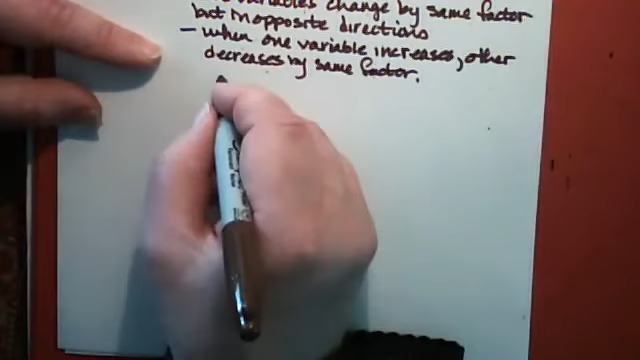 variables change by same factor
but in opposite directions
- when one variable increases, other
decreases by same factor.